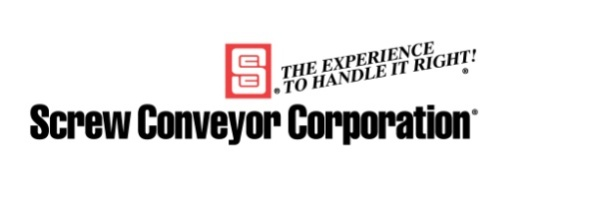 THE EXPERIENCE
TO HANDLE IT RIGHT!®
®
Screw Conveyor Corporation®